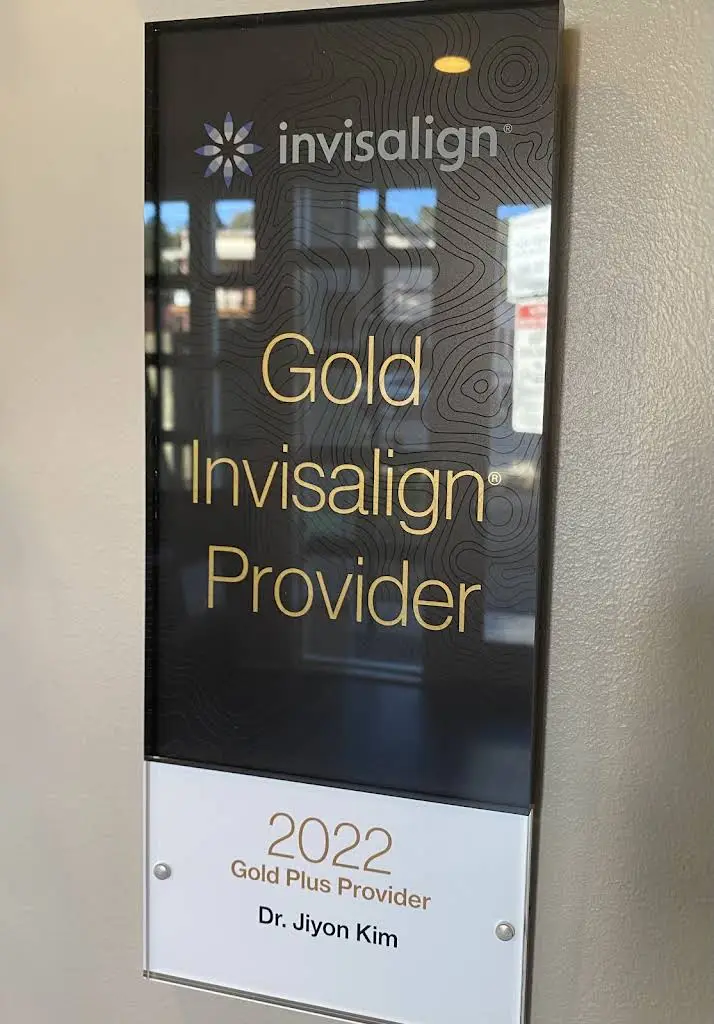 invisalign®
Gold
Invisalign®
Provider
2022
Gold Plus Provider
Dr. Jiyon Kim